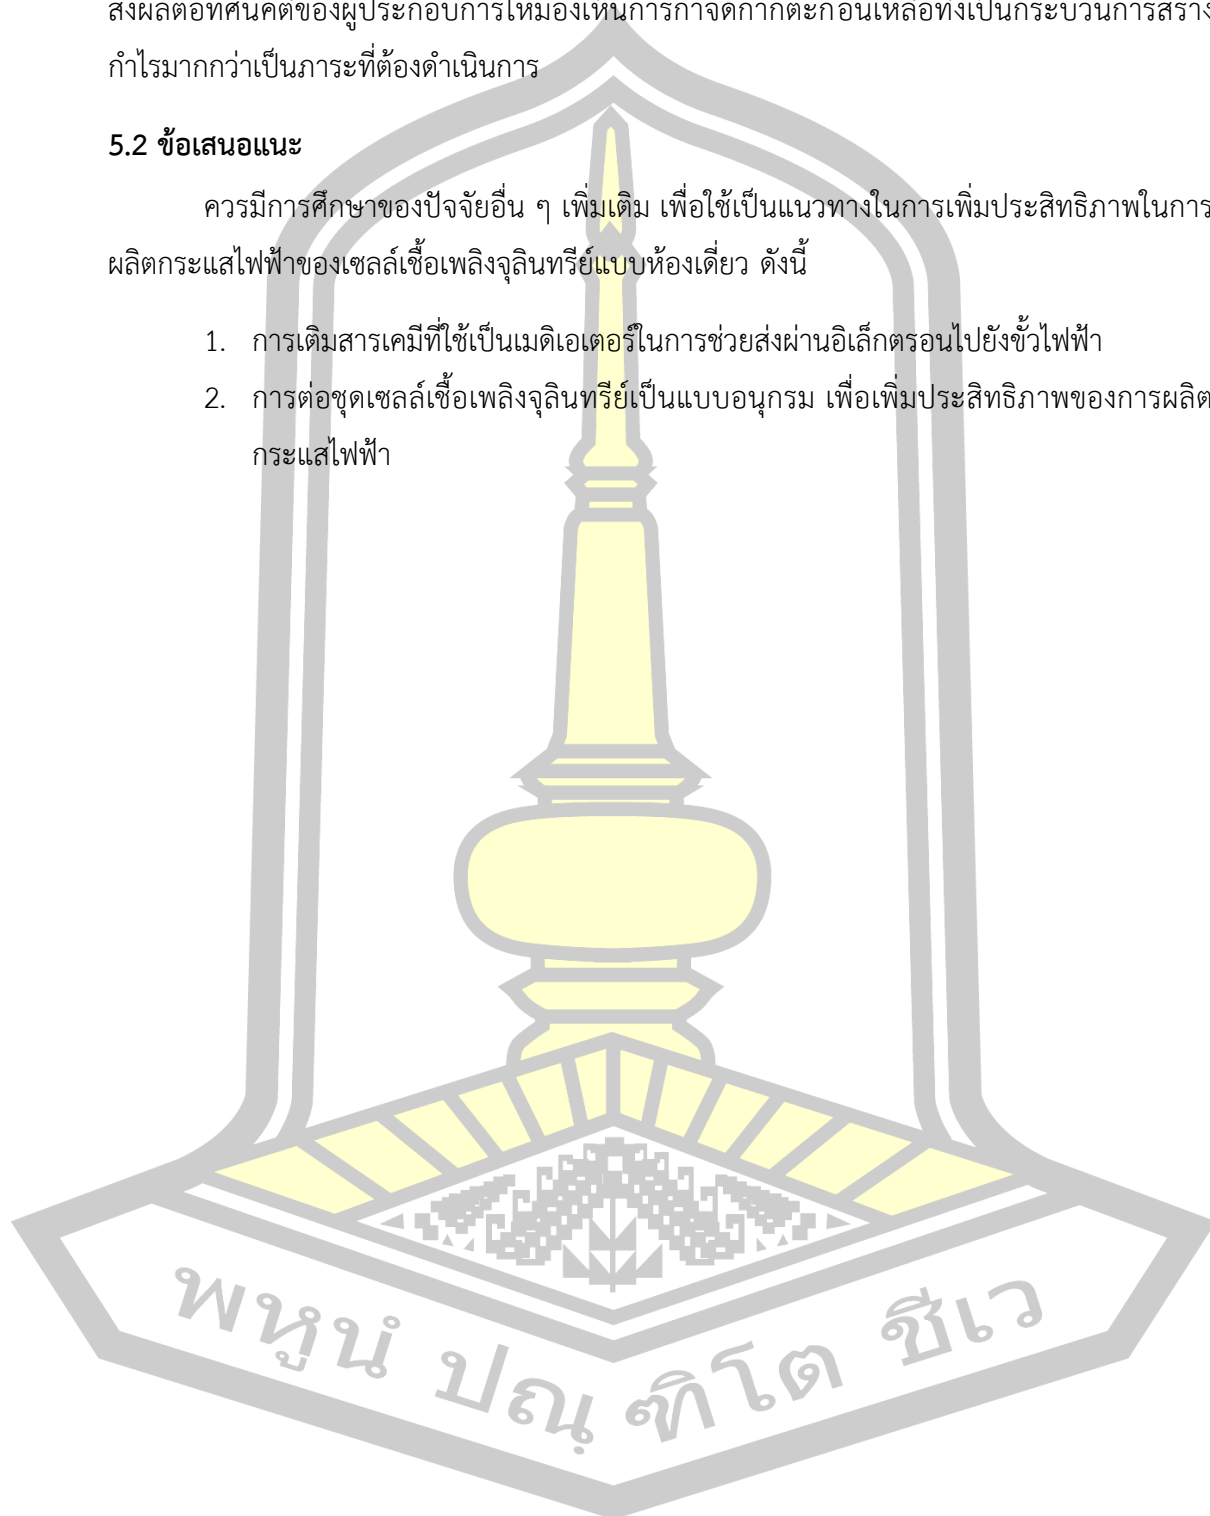 ส่งผลต่อทัศนคติของผู้ประกอบการให้มองเห็นการกำจัดกากตะกอนเหลือทิ้งเป็นกระบวนการสร้าง
กำไรมากกว่าเป็นภาระที่ต้องดำเนินการ
5.2 ข้อเสนอแนะ
ควรมีการศึกษาของปัจจัยอื่น ๆ เพิ่มเติม เพื่อใช้เป็นแนวทางในการเพิ่มประสิทธิภาพในการ
ผลิตกระแสไฟฟ้าของเซลล์เชื้อเพลิงจุลินทรีย์แบบห้องเดี่ยว ดังนี้
1. การเติมสารเคมีที่ใช้เป็นเมดิเอเตอร์ในการช่วยส่งผ่านอิเล็กตรอนไปยังขั้วไฟฟ้า
2. การต่อชุดเซลล์เชื้อเพลิงจุลินทรีย์เป็นแบบอนุกรม เพื่อเพิ่มประสิทธิภาพของการผลิต
กระแสไฟฟ้า
พหูนํ ปณฺฑิโต ชีเว